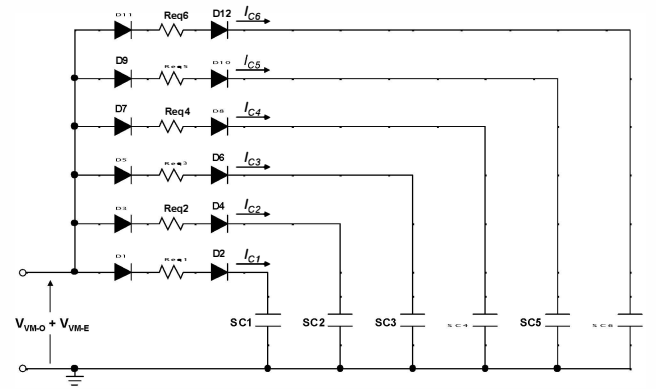 D11 Req6 D12 IC6
D9 Req5 D10 IC5
D7 Req4 D8 IC4
D5 Req3 D6 IC3
D3 Req2 D4 IC2
D1 Req1 D2 IC1
VVM-O + VVM-E
SC1 SC2 SC3 SC4 SC5 SC6